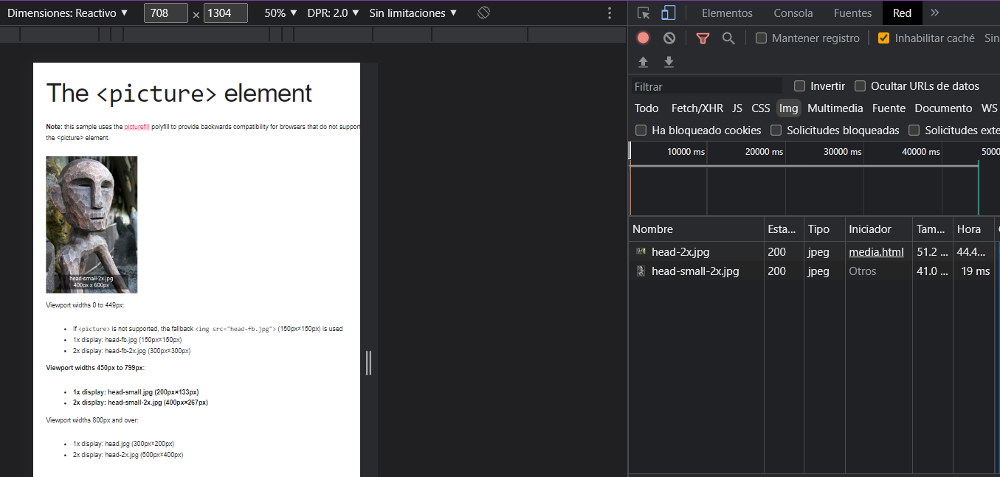 Dimensiones: Reactivo ▼ 708 × 1304 50% ▼ DPR: 2.0 ▼ Sin limitaciones ▼
Elementos Consola Fuentes Red »
Mantener registro Inhabilitar caché Sin
Filtrar Invertir Ocultar URLs de datos
Todo Fetch/XHR JS CSS Img Multimedia Fuente Documento WS
Ha bloqueado cookies Solicitudes bloqueadas Solicitudes exte
10000 ms 20000 ms 30000 ms 40000 ms 5000
Nombre Esta... Tipo Iniciador Tam... Hora
head-2x.jpg 200 jpeg media.html 51.2 ... 44.4...
head-small-2x.jpg 200 jpeg Otros 41.0 ... 19 ms
The <picture> element
Note: this sample uses the picturefill polyfill to provide backwards compatibility for browsers that do not support
the <picture> element.
head-small-2x.jpg
400px x 600px
Viewport widths 0 to 449px:
• If <picture> is not supported, the fallback <img src="head-fb.jpg"> (150px×150px) is used
• 1x display: head-fb.jpg (150px×150px)
• 2x display: head-fb-2x.jpg (300px×300px)
Viewport widths 450px to 799px:
• 1x display: head-small.jpg (200px×133px)
• 2x display: head-small-2x.jpg (400px×267px)
Viewport widths 800px and over:
• 1x display: head.jpg (300px×200px)
• 2x display: head-2x.jpg (600px×400px)